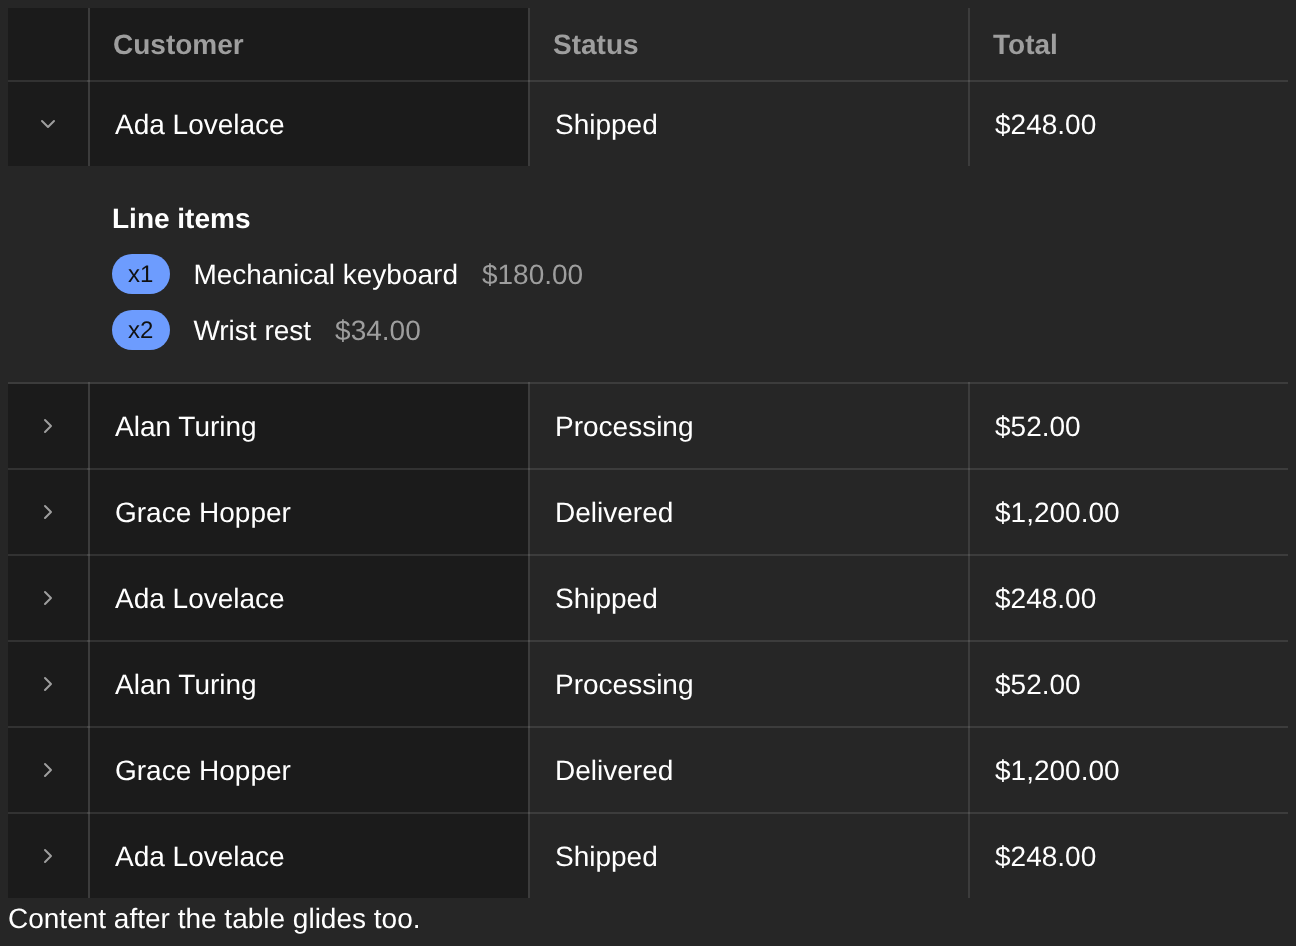 Customer Status Total
Ada Lovelace Shipped $248.00
Line items
x1 Mechanical keyboard $180.00
x2 Wrist rest $34.00
Alan Turing Processing $52.00
Grace Hopper Delivered $1,200.00
Ada Lovelace Shipped $248.00
Alan Turing Processing $52.00
Grace Hopper Delivered $1,200.00
Ada Lovelace Shipped $248.00
Content after the table glides too.